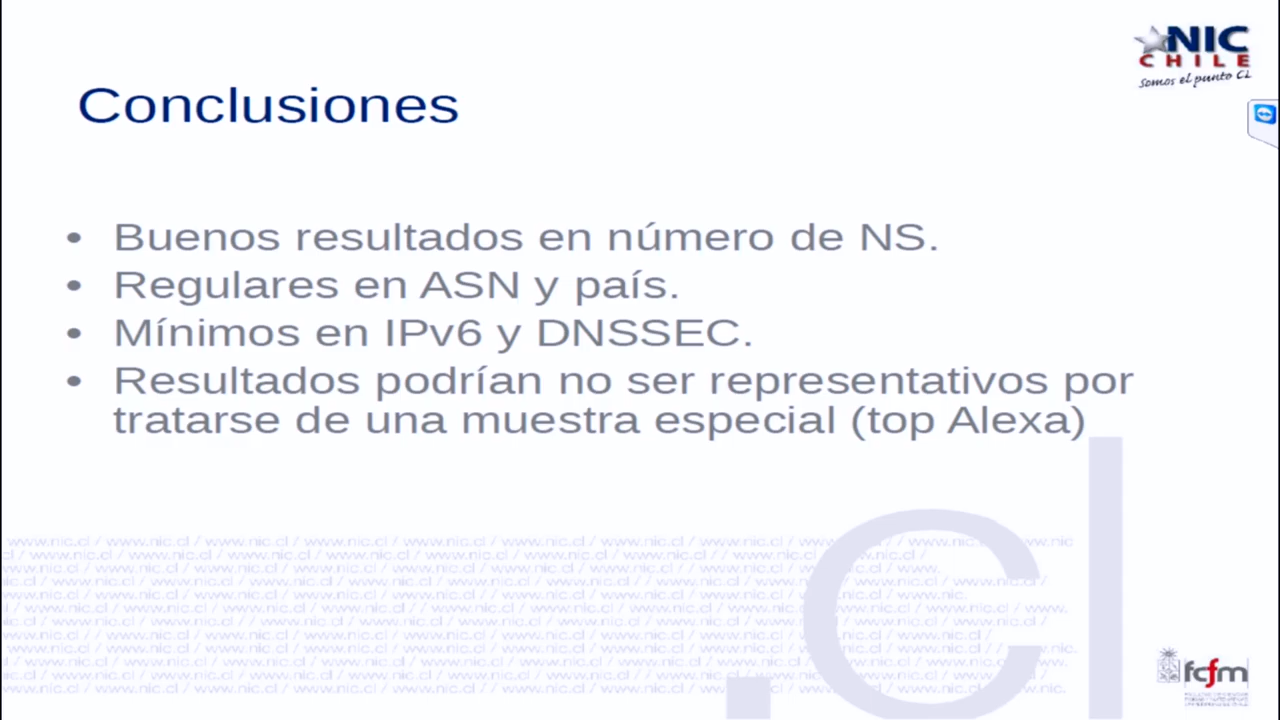 NIC
CHILE
Somos el punto CL
Conclusiones
• Buenos resultados en número de NS.
• Regulares en ASN y país.
• Mínimos en IPv6 y DNSSEC.
• Resultados podrían no ser representativos por
tratarse de una muestra especial (top Alexa)
.cl
fcfm